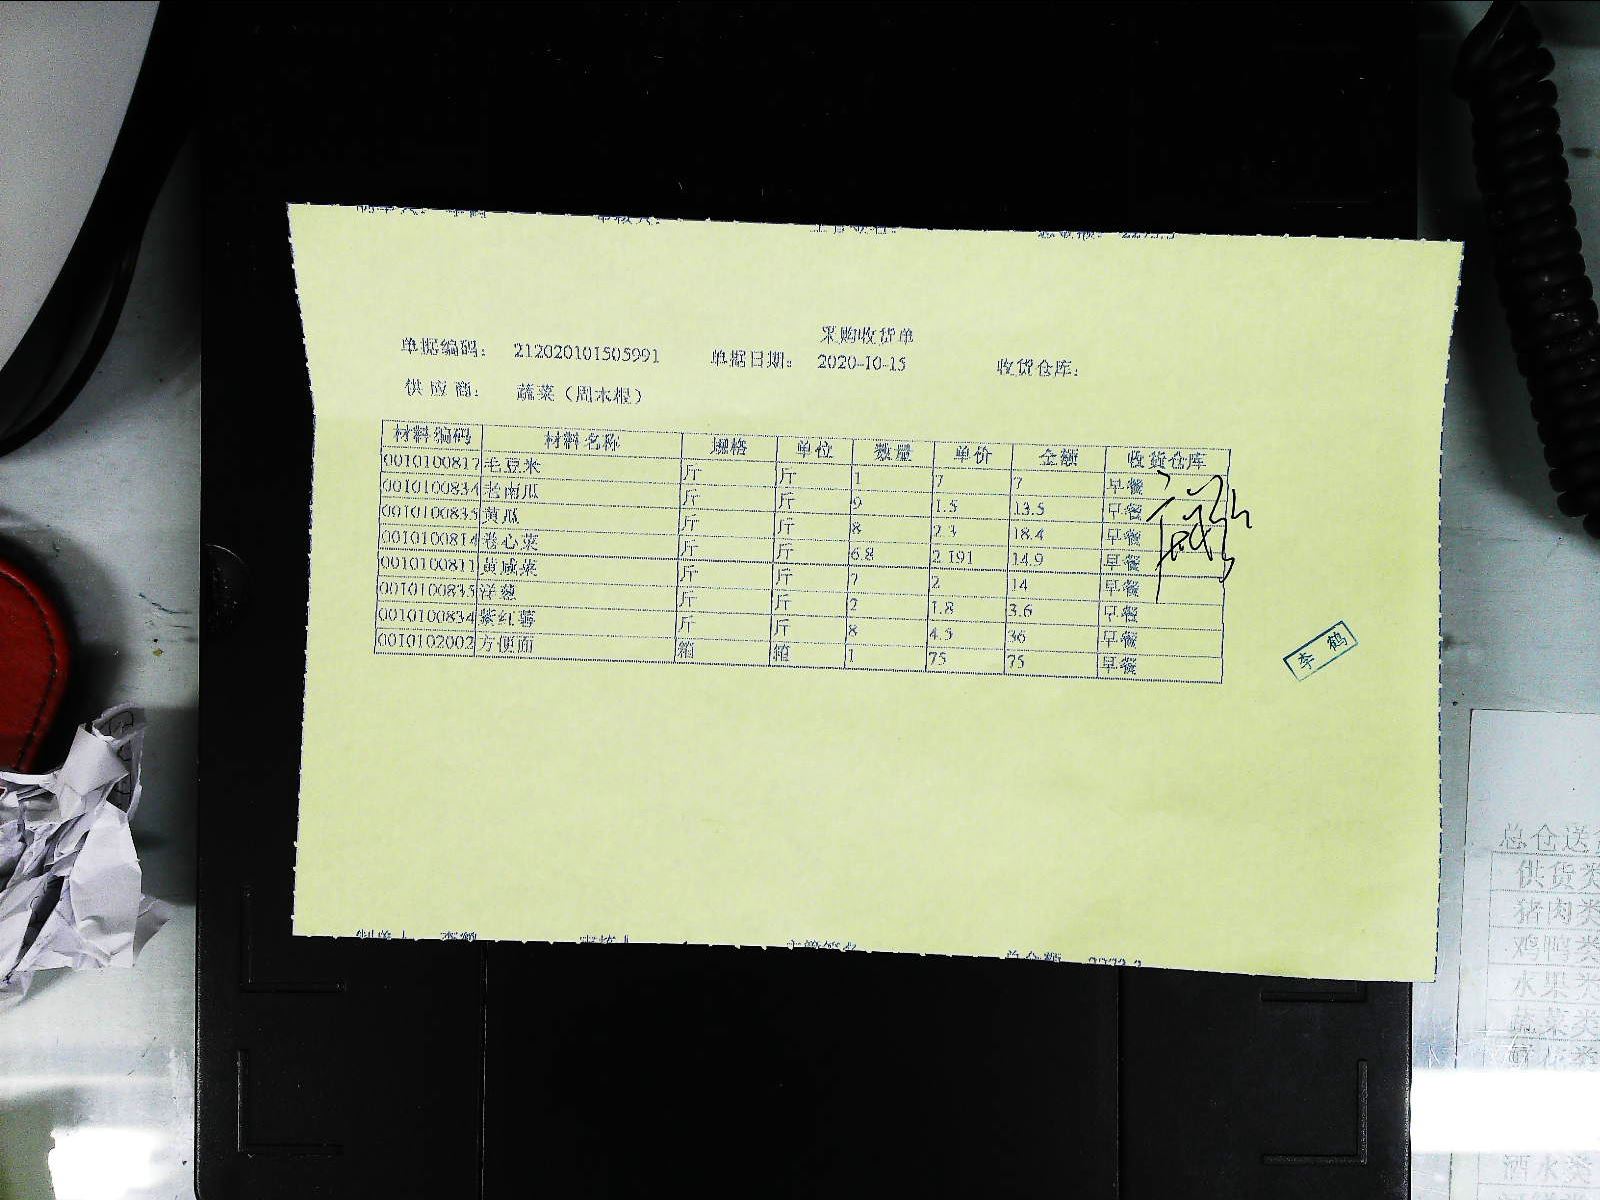 采购收货单
单据编码： 212020101505991 单据日期： 2020-10-15 收货仓库：
供应商： 蔬菜（周本根）
材料编码 材料名称 规格 单位 数量 单价 金额 收货仓库
0010100817 毛豆米 斤 斤 1 7 7 早餐
0010100834 老南瓜 斤 斤 9 1.5 13.5 早餐
0010100835 黄瓜 斤 斤 8 2.3 18.4 早餐
0010100814 卷心菜 斤 斤 6.8 2.191 14.9 早餐
0010100811 黄咸菜 斤 斤 7 2 14 早餐
0010100835 洋葱 斤 斤 2 1.8 3.6 早餐
0010100834 紫红薯 斤 斤 8 4.5 36 早餐
0010102002 方便面 箱 箱 1 75 75 早餐
李鹤
总仓送
供货类
猪肉类
鸡鸭类
水果类
蔬菜类
酒水类